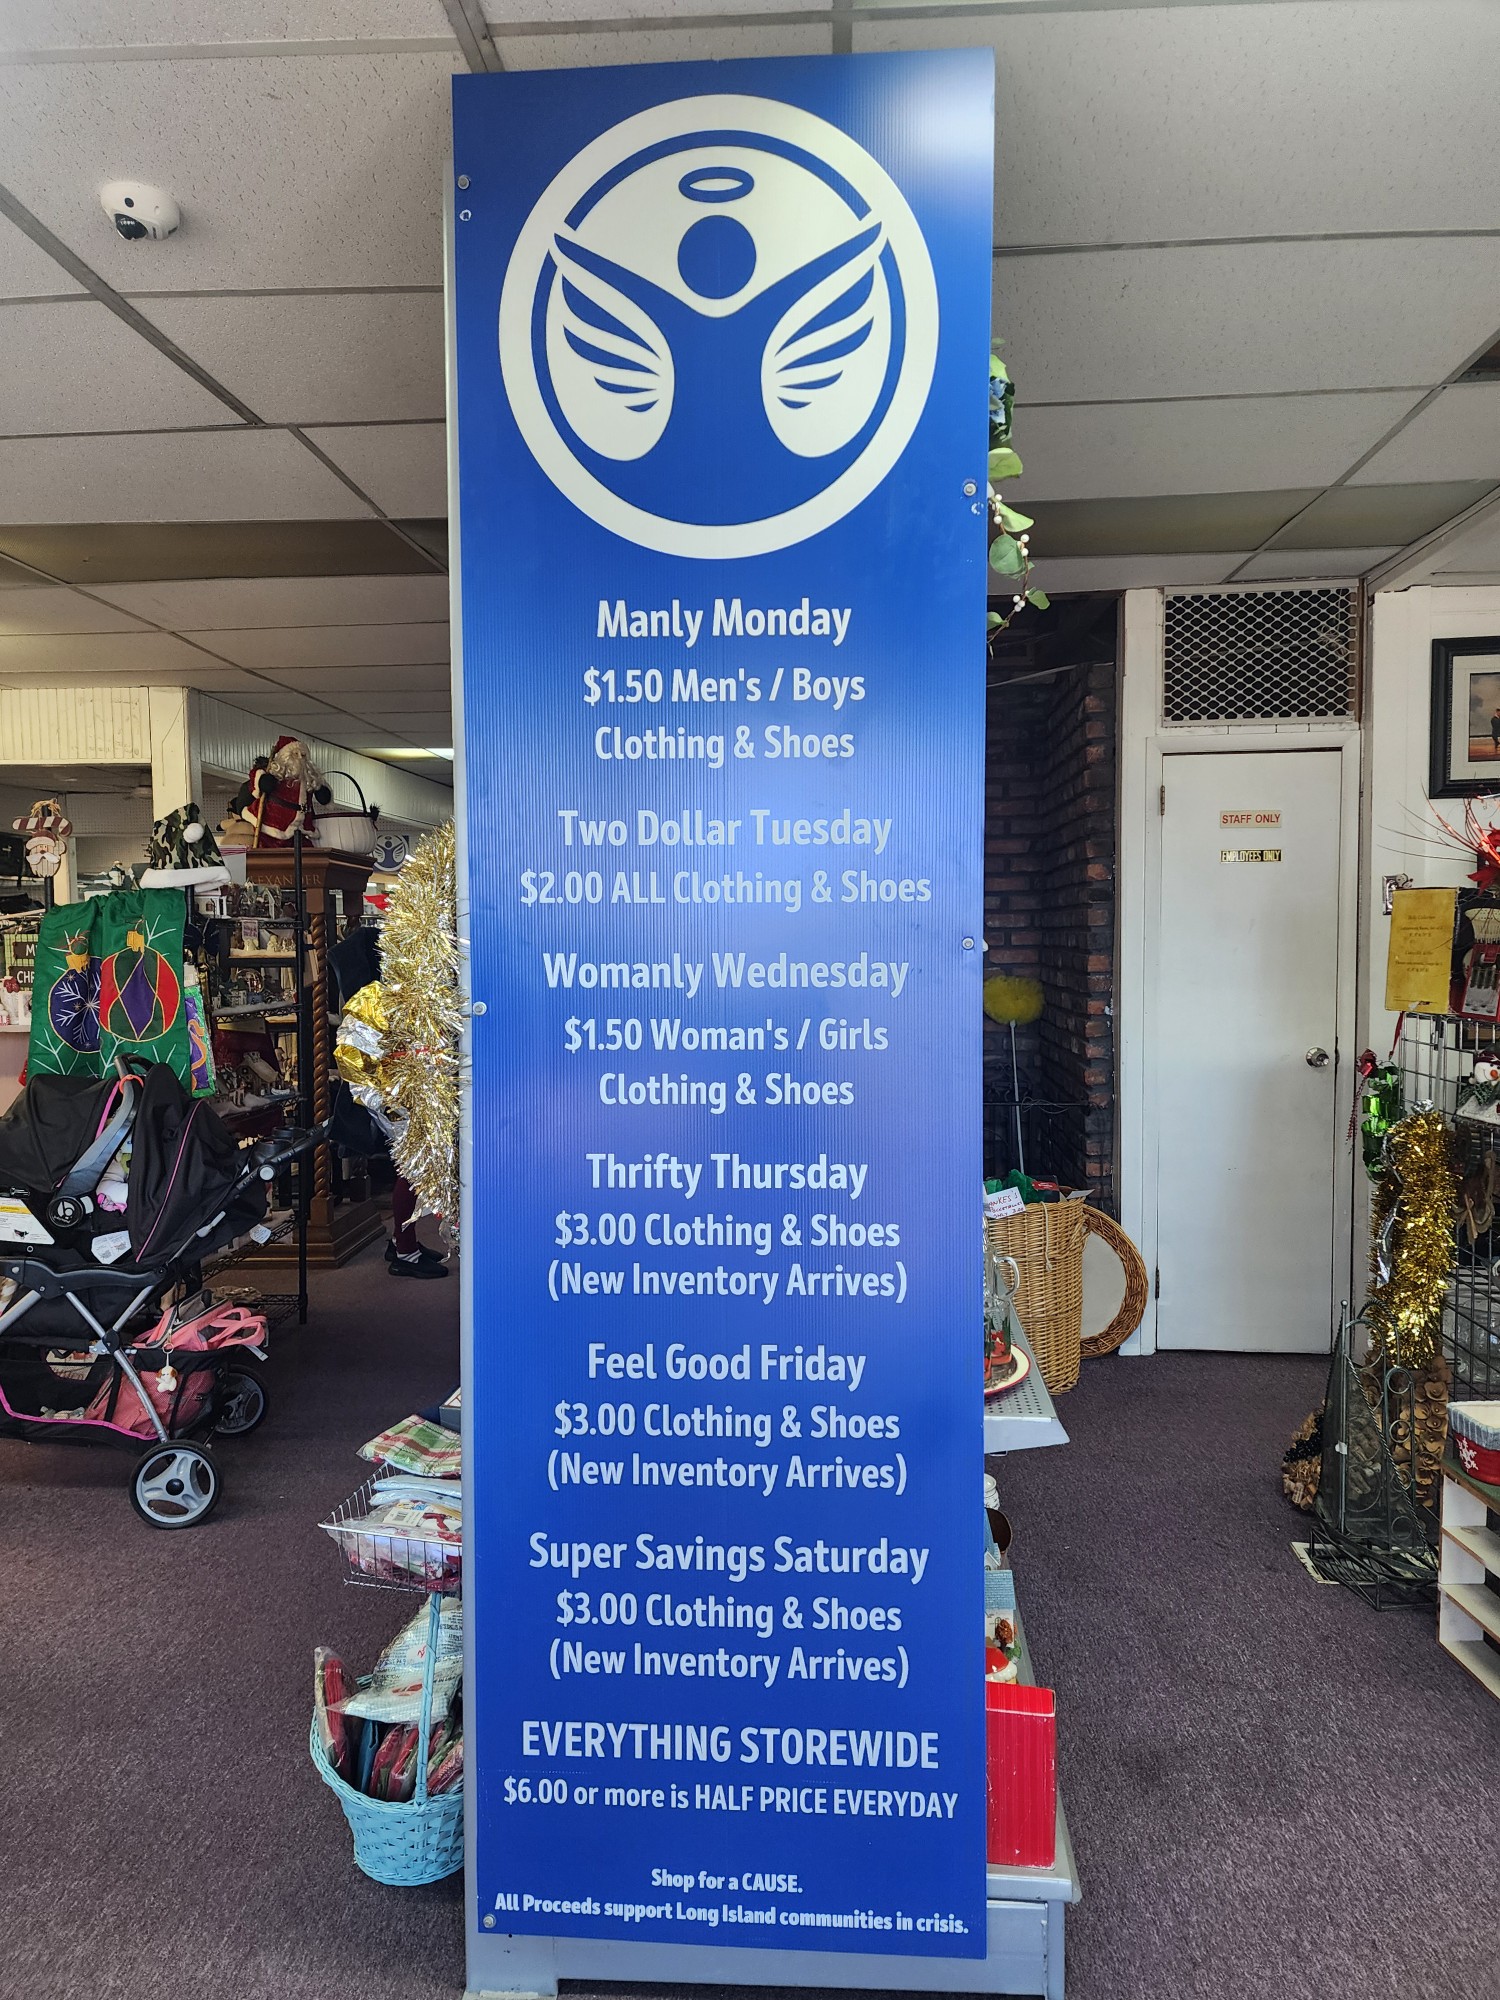 Manly Monday
$1.50 Men's / Boys
Clothing & Shoes
Two Dollar Tuesday
$2.00 ALL Clothing & Shoes
Womanly Wednesday
$1.50 Woman's / Girls
Clothing & Shoes
Thrifty Thursday
$3.00 Clothing & Shoes
(New Inventory Arrives)
Feel Good Friday
$3.00 Clothing & Shoes
(New Inventory Arrives)
Super Savings Saturday
$3.00 Clothing & Shoes
(New Inventory Arrives)
EVERYTHING STOREWIDE
$6.00 or more is HALF PRICE EVERYDAY
Shop for a CAUSE.
All Proceeds support Long Island communities in crisis.
STAFF ONLY
EMPLOYEES ONLY